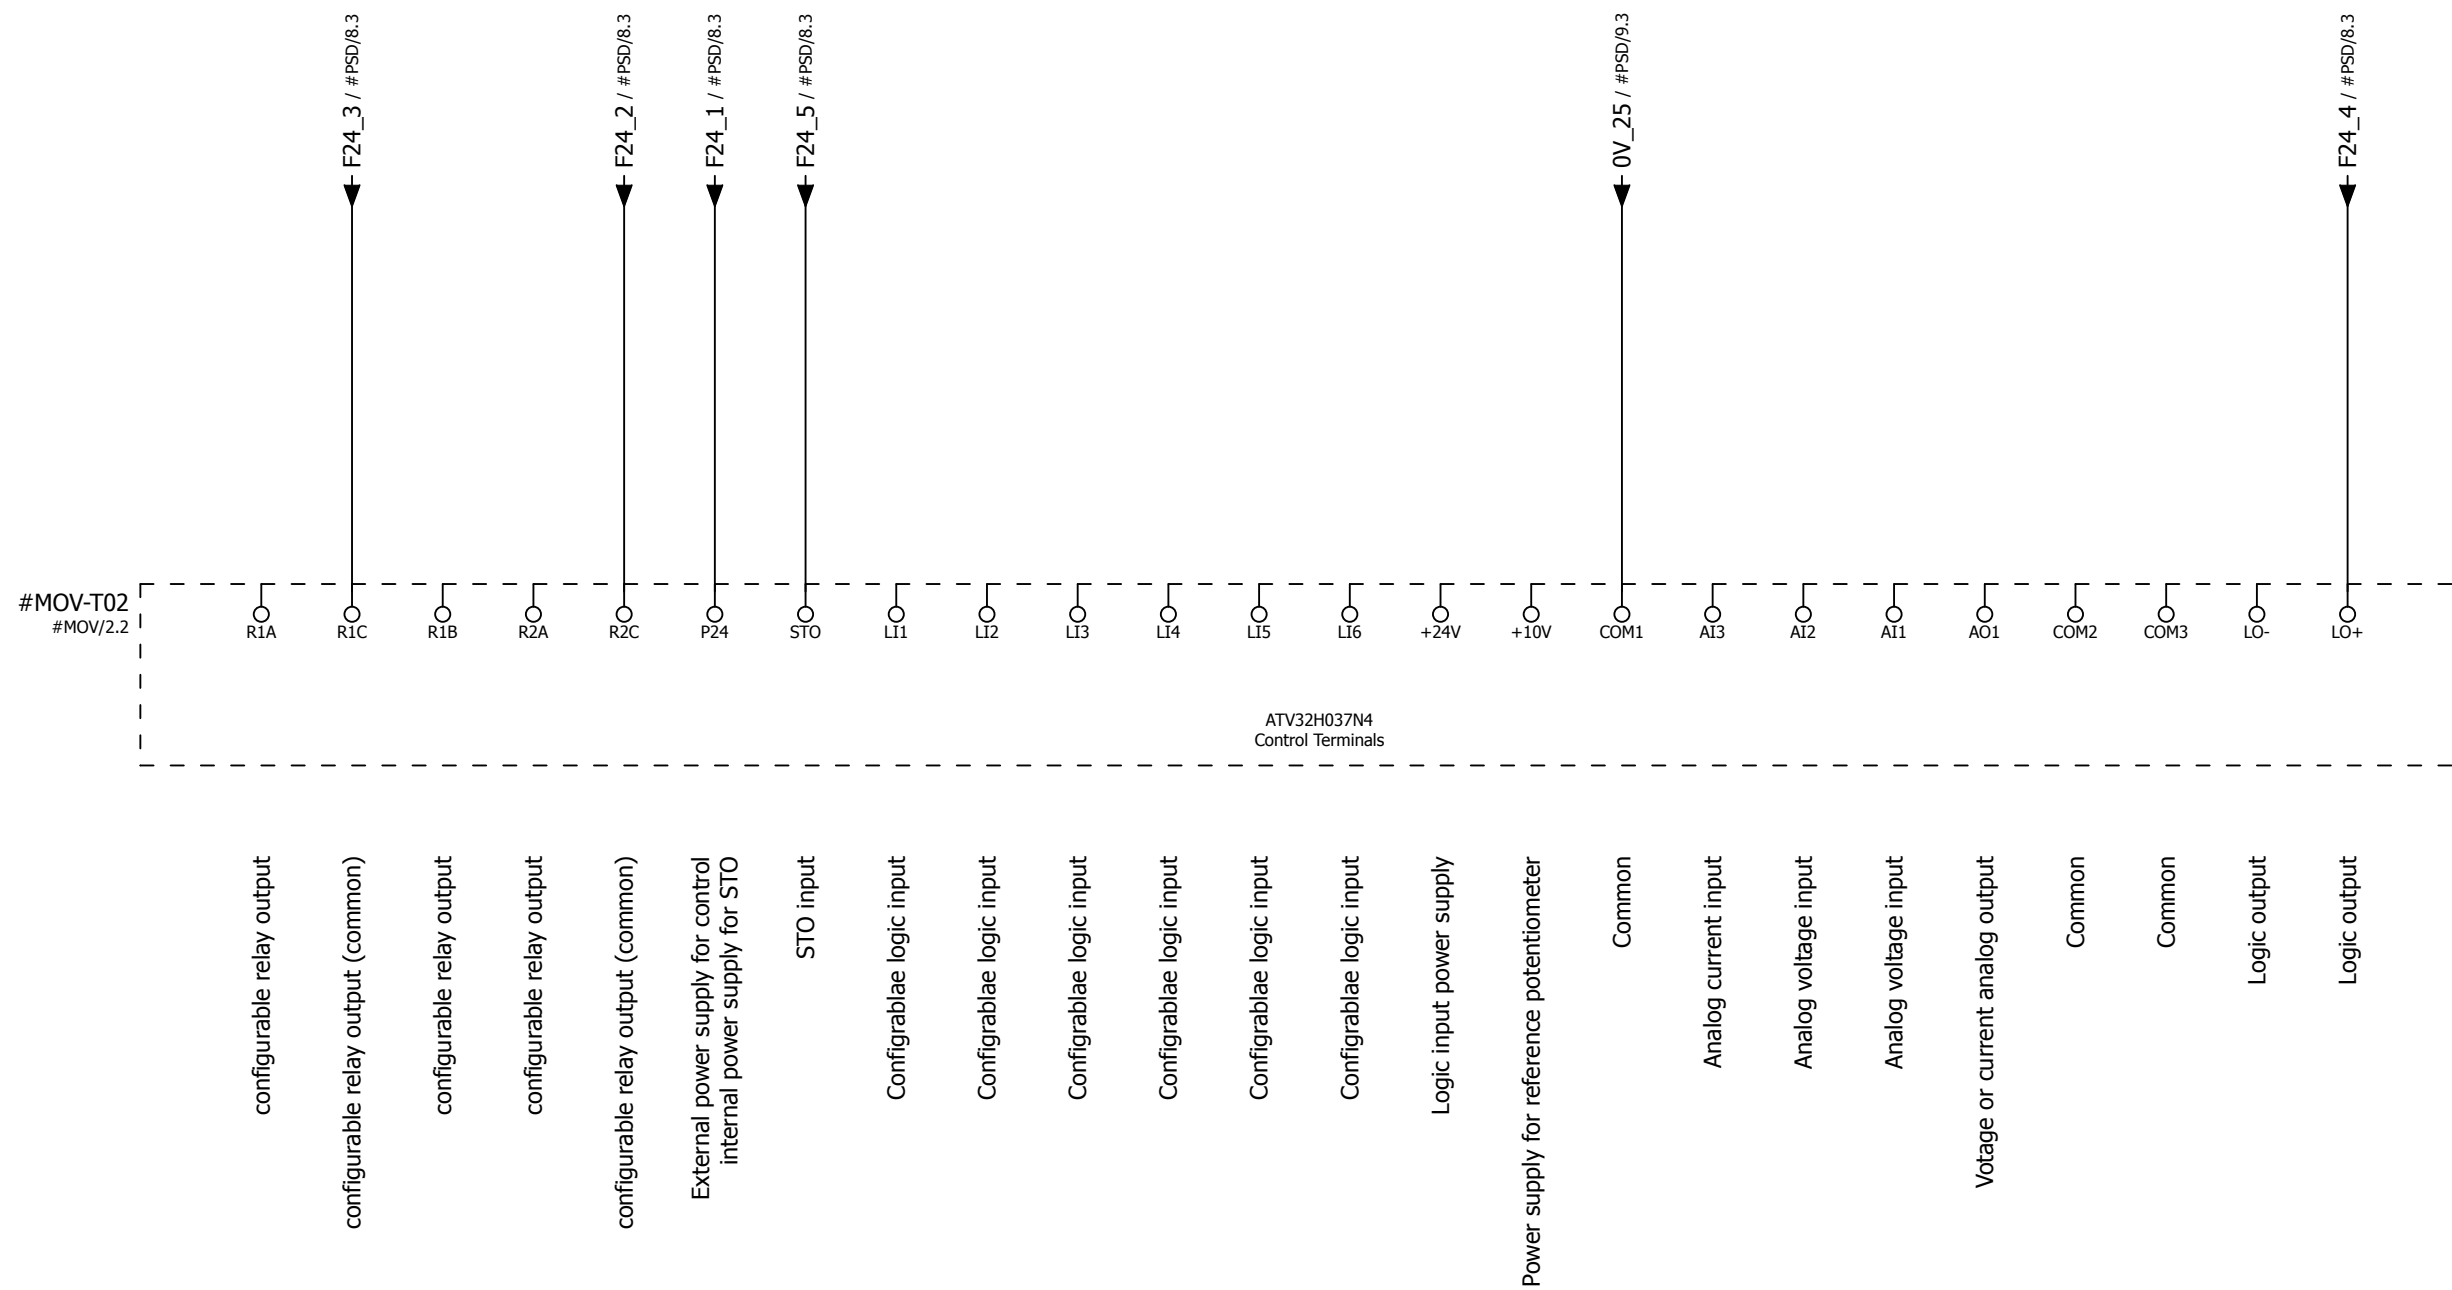 F24_3 / #PSD/8.3
F24_2 / #PSD/8.3
F24_1 / #PSD/8.3
F24_5 / #PSD/8.3
0V_25 / #PSD/9.3
F24_4 / #PSD/8.3
#MOV-T02
#MOV/2.2
R1A
R1C
R1B
R2A
R2C
P24
STO
LI1
LI2
LI3
LI4
LI5
LI6
+24V
+10V
COM1
AI3
AI2
AI1
AO1
COM2
COM3
LO-
LO+
ATV32H037N4
Control Terminals
configurable relay output
configurable relay output (common)
configurable relay output
configurable relay output
configurable relay output (common)
External power supply for control
internal power supply for STO
STO input
Configrablae logic input
Configrablae logic input
Configrablae logic input
Configrablae logic input
Configrablae logic input
Configrablae logic input
Logic input power supply
Power supply for reference potentiometer
Common
Analog current input
Analog voltage input
Analog voltage input
Votage or current analog output
Common
Common
Logic output
Logic output